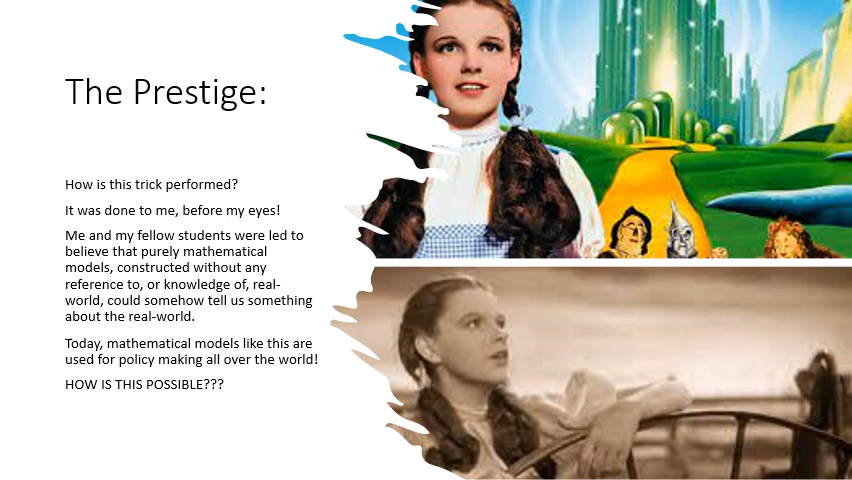 The Prestige:
How is this trick performed?
It was done to me, before my eyes!
Me and my fellow students were led to
believe that purely mathematical
models, constructed without any
reference to, or knowledge of, real-
world, could somehow tell us something
about the real-world.
Today, mathematical models like this are
used for policy making all over the world!
HOW IS THIS POSSIBLE???